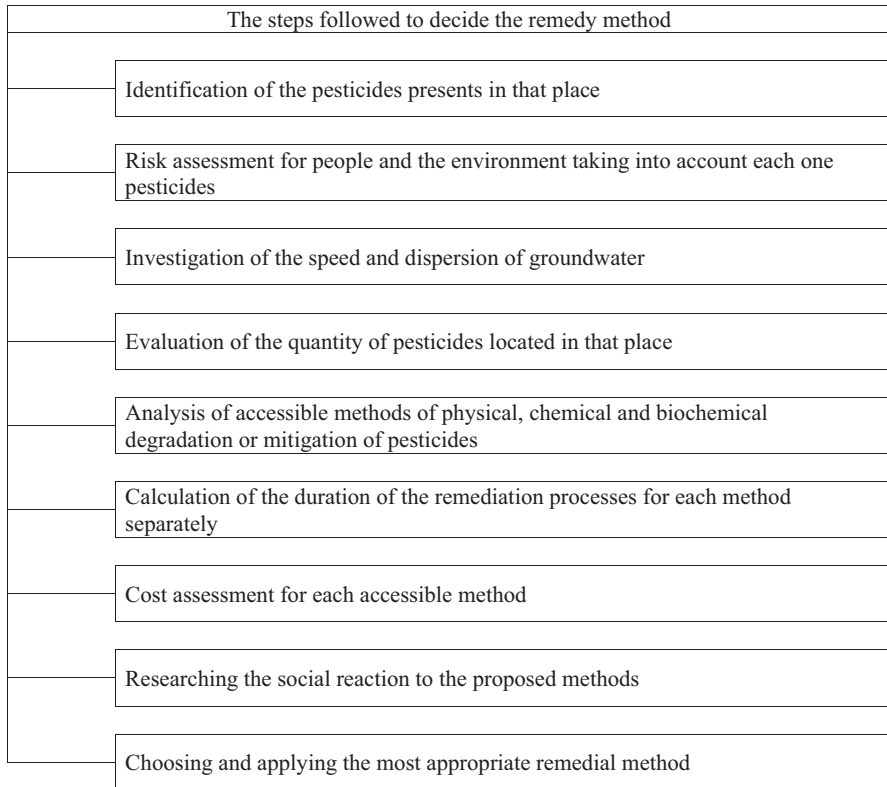 The steps followed to decide the remedy method
Identification of the pesticides presents in that place
Risk assessment for people and the environment taking into account each one
pesticides
Investigation of the speed and dispersion of groundwater
Evaluation of the quantity of pesticides located in that place
Analysis of accessible methods of physical, chemical and biochemical
degradation or mitigation of pesticides
Calculation of the duration of the remediation processes for each method
separately
Cost assessment for each accessible method
Researching the social reaction to the proposed methods
Choosing and applying the most appropriate remedial method